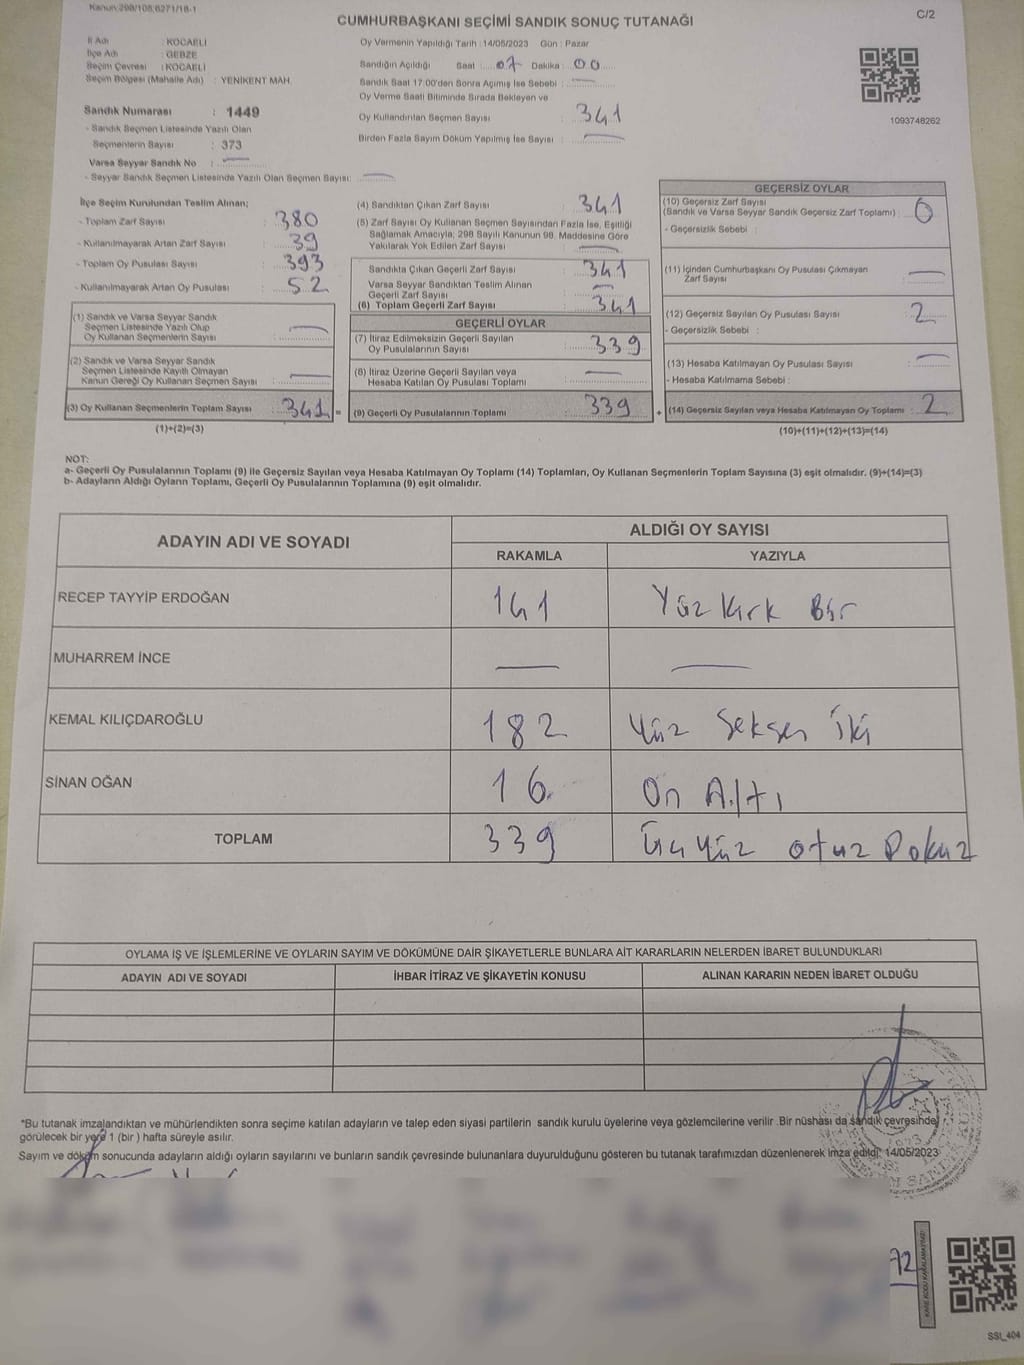 Kanun:298/108,6271/18-1
C/2
CUMHURBAŞKANI SEÇİMİ SANDIK SONUÇ TUTANAĞI
İl Adı : KOCAELİ
İlçe Adı : GEBZE
Seçim Çevresi : KOCAELİ
Seçim Bölgesi (Mahalle Adı) : YENİKENT MAH.
Sandık Numarası : 1449
- Sandık Seçmen Listesinde Yazılı Olan
Seçmenlerin Sayısı : 373
Varsa Seyyar Sandık No : —
- Seyyar Sandık Seçmen Listesinde Yazılı Olan Seçmen Sayısı: —
Oy Vermenin Yapıldığı Tarih : 14/05/2023 Gün : Pazar
Sandığın Açıldığı Saat : 07 Dakika : 00
Sandık Saat 17:00'den Sonra Açılmış İse Sebebi : —
Oy Verme Saati Bitiminde Sırada Bekleyen ve
Oy Kullandırılan Seçmen Sayısı : 341
Birden Fazla Sayım Döküm Yapılmış İse Sayısı : —
1093748262
İlçe Seçim Kurulundan Teslim Alınan;
- Toplam Zarf Sayısı : 380
- Kullanılmayarak Artan Zarf Sayısı : 39
- Toplam Oy Pusulası Sayısı : 393
- Kullanılmayarak Artan Oy Pusulası : 52
(1) Sandık ve Varsa Seyyar Sandık
Seçmen Listesinde Yazılı Olup
Oy Kullanan Seçmenlerin Sayısı : —
(2) Sandık ve Varsa Seyyar Sandık
Seçmen Listesinde Kayıtlı Olmayan
Kanun Gereği Oy Kullanan Seçmen Sayısı : —
(3) Oy Kullanan Seçmenlerin Toplam Sayısı : 341 =
(1)+(2)=(3)
(4) Sandıktan Çıkan Zarf Sayısı : 341
(5) Zarf Sayısı Oy Kullanan Seçmen Sayısından Fazla İse, Eşitliği
Sağlamak Amacıyla; 298 Sayılı Kanunun 98. Maddesine Göre
Yakılarak Yok Edilen Zarf Sayısı : —
Sandıkta Çıkan Geçerli Zarf Sayısı : 341
Varsa Seyyar Sandıktan Teslim Alınan
Geçerli Zarf Sayısı : —
(6) Toplam Geçerli Zarf Sayısı : 341
GEÇERLİ OYLAR
(7) İtiraz Edilmeksizin Geçerli Sayılan
Oy Pusulalarının Sayısı : 339
(8) İtiraz Üzerine Geçerli Sayılan veya
Hesaba Katılan Oy Pusulası Toplamı : —
(9) Geçerli Oy Pusulalarının Toplamı : 339 +
GEÇERSİZ OYLAR
(10) Geçersiz Zarf Sayısı
(Sandık ve Varsa Seyyar Sandık Geçersiz Zarf Toplamı) : 0
- Geçersizlik Sebebi :
(11) İçinden Cumhurbaşkanı Oy Pusulası Çıkmayan
Zarf Sayısı : —
(12) Geçersiz Sayılan Oy Pusulası Sayısı : 2
- Geçersizlik Sebebi :
(13) Hesaba Katılmayan Oy Pusulası Sayısı : —
- Hesaba Katılmama Sebebi :
(14) Geçersiz Sayılan veya Hesaba Katılmayan Oy Toplamı : 2
(10)+(11)+(12)+(13)=(14)
NOT:
a- Geçerli Oy Pusulalarının Toplamı (9) ile Geçersiz Sayılan veya Hesaba Katılmayan Oy Toplamı (14) Toplamları, Oy Kullanan Seçmenlerin Toplam Sayısına (3) eşit olmalıdır. (9)+(14)=(3)
b- Adayların Aldığı Oyların Toplamı, Geçerli Oy Pusulalarının Toplamına (9) eşit olmalıdır.
ADAYIN ADI VE SOYADI ALDIĞI OY SAYISI
RAKAMLA YAZIYLA
RECEP TAYYİP ERDOĞAN 141 Yüz Kırk Bir
MUHARREM İNCE — —
KEMAL KILIÇDAROĞLU 182 Yüz Seksen İki
SİNAN OĞAN 16 On Altı
TOPLAM 339 Üçyüz otuz Dokuz
OYLAMA İŞ VE İŞLEMLERİNE VE OYLARIN SAYIM VE DÖKÜMÜNE DAİR ŞİKAYETLERLE BUNLARA AİT KARARLARIN NELERDEN İBARET BULUNDUKLARI
ADAYIN ADI VE SOYADI İHBAR İTİRAZ VE ŞİKAYETİN KONUSU ALINAN KARARIN NEDEN İBARET OLDUĞU
*Bu tutanak imzalandıktan ve mühürlendikten sonra seçime katılan adayların ve talep eden siyasi partilerin sandık kurulu üyelerine veya gözlemcilerine verilir .Bir nüshası da sandık çevresinde
görülecek bir yere 1 (bir ) hafta süreyle asılır.
Sayım ve döküm sonucunda adayların aldığı oyların sayılarını ve bunların sandık çevresinde bulunanlara duyurulduğunu gösteren bu tutanak tarafımızdan düzenlenerek imza edildi. 14/05/2023
72
KARE KODU KARALAMAYINIZ!
SSİ_404